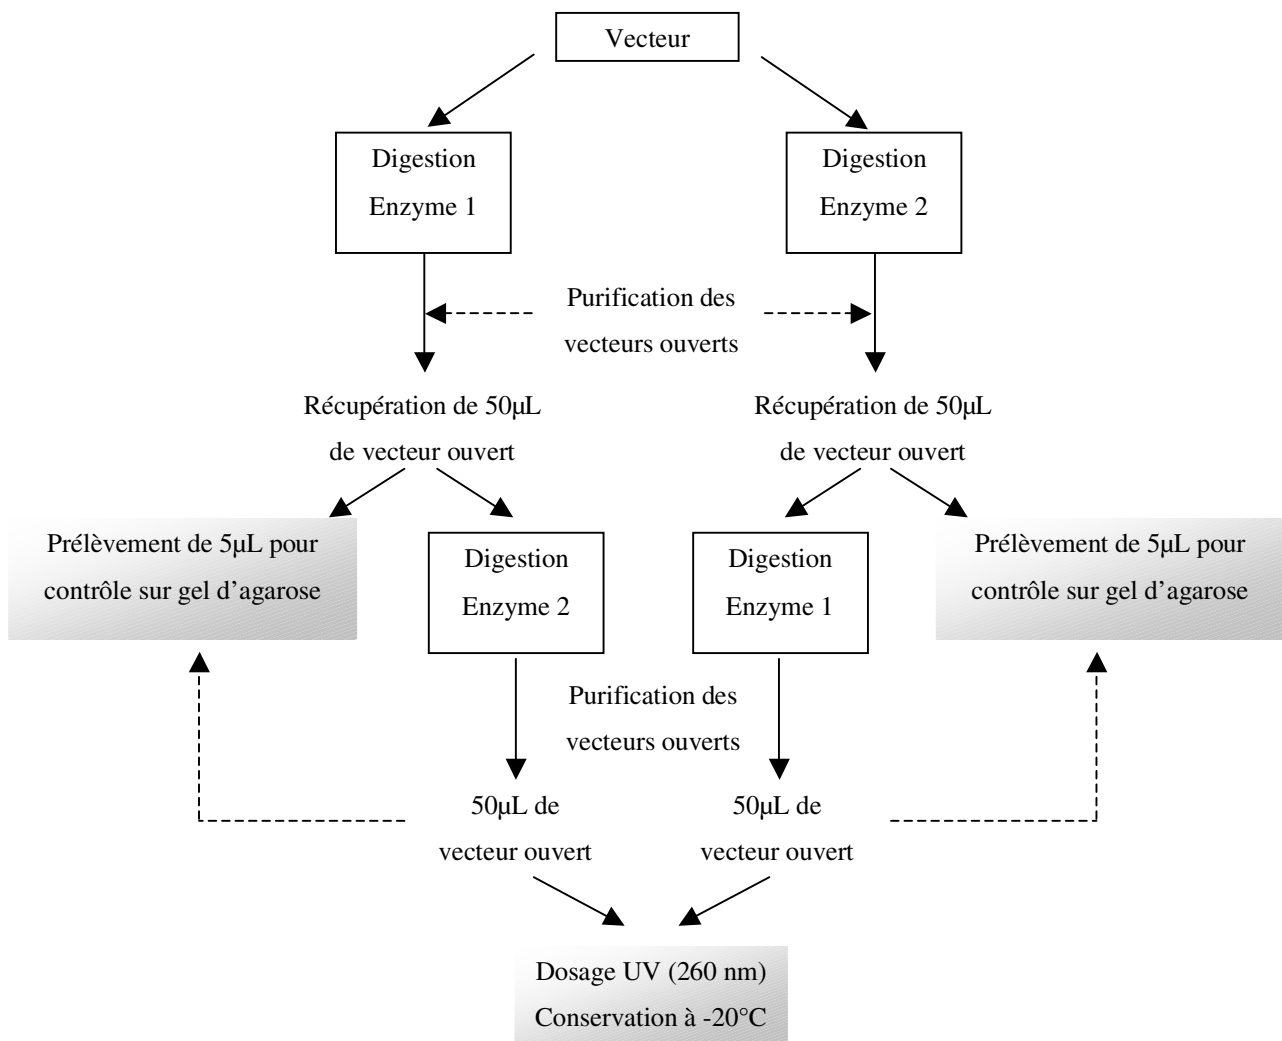 Vecteur
Digestion
Enzyme 1
Digestion
Enzyme 2
Purification des
vecteurs ouverts
Récupération de 50µL
de vecteur ouvert
Récupération de 50µL
de vecteur ouvert
Prélèvement de 5µL pour
contrôle sur gel d’agarose
Digestion
Enzyme 2
Digestion
Enzyme 1
Prélèvement de 5µL pour
contrôle sur gel d’agarose
Purification des
vecteurs ouverts
50µL de
vecteur ouvert
50µL de
vecteur ouvert
Dosage UV (260 nm)
Conservation à -20°C